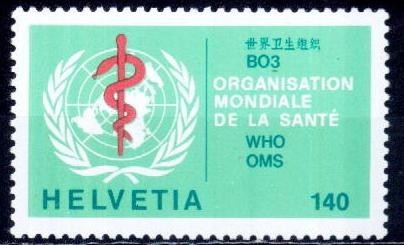 世界卫生组织
ВОЗ
ORGANISATION
MONDIALE
DE LA SANTÉ
WHO
OMS
HELVETIA 140